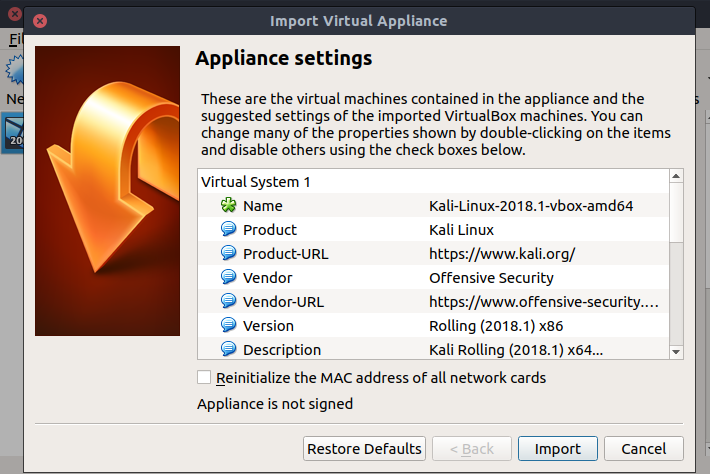 Import Virtual Appliance
Fil
Ne
200
s
Appliance settings
These are the virtual machines contained in the appliance and the
suggested settings of the imported VirtualBox machines. You can
change many of the properties shown by double-clicking on the items
and disable others using the check boxes below.
Virtual System 1
Name Kali-Linux-2018.1-vbox-amd64
Product Kali Linux
Product-URL https://www.kali.org/
Vendor Offensive Security
Vendor-URL https://www.offensive-security....
Version Rolling (2018.1) x86
Description Kali Rolling (2018.1) x64...
Reinitialize the MAC address of all network cards
Appliance is not signed
Restore Defaults
< Back
Import
Cancel